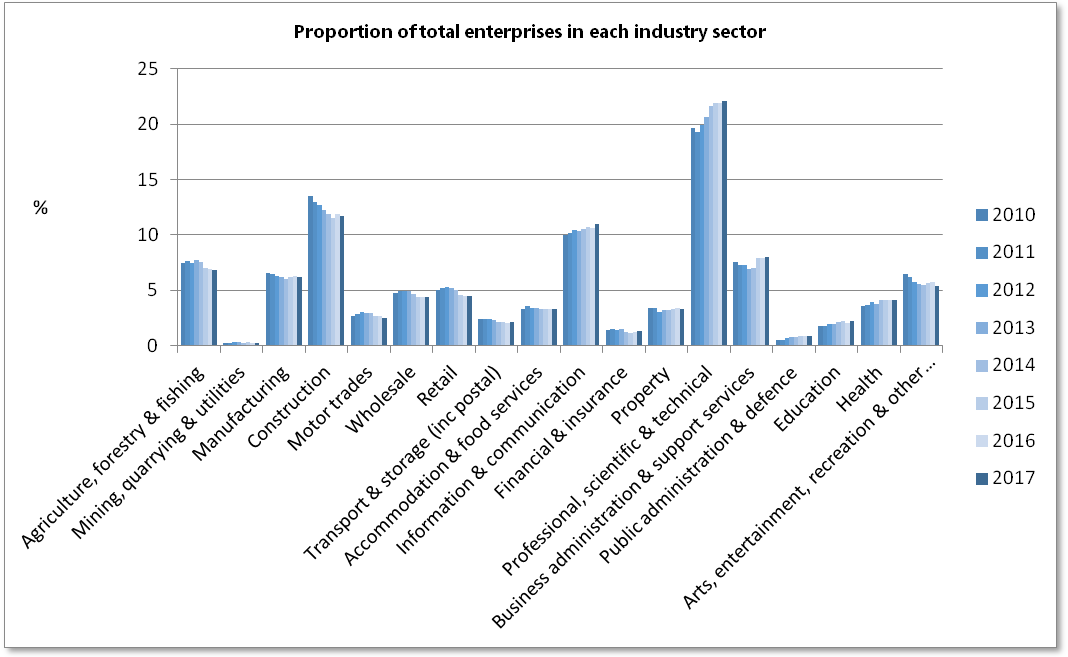 Proportion of total enterprises in each industry sector
25
20
15
10
5
0
%
Agriculture, forestry & fishing
Mining, quarrying & utilities
Manufacturing
Construction
Motor trades
Wholesale
Retail
Transport & storage (inc postal)
Accommodation & food services
Information & communication
Financial & insurance
Property
Professional, scientific & technical
Business administration & support services
Public administration & defence
Education
Health
Arts, entertainment, recreation & other...
2010
2011
2012
2013
2014
2015
2016
2017